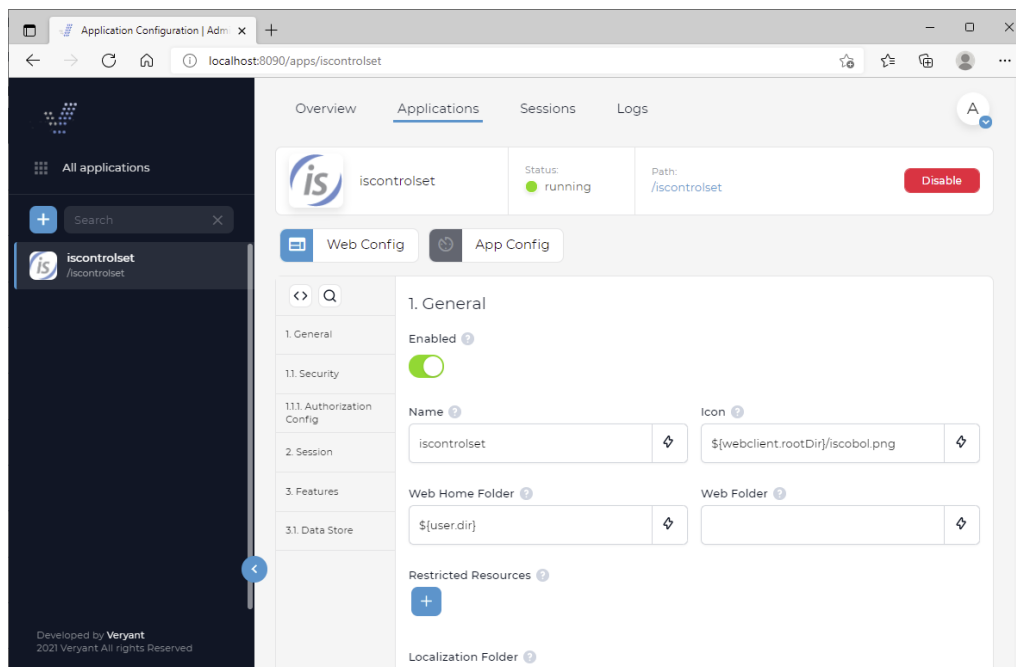 Application Configuration | Adm
localhost:8090/apps/iscontrolset
Overview
Applications
Sessions
Logs
A
All applications
Search
iscontrolset
/iscontrolset
is
iscontrolset
Status:
running
Path:
/iscontrolset
Disable
Web Config
App Config
1. General
1.1. Security
1.1.1. Authorization
Config
2. Session
3. Features
3.1. Data Store
1. General
Enabled ?
Name ?
Icon ?
iscontrolset
${webclient.rootDir}/iscobol.png
Web Home Folder ?
Web Folder ?
${user.dir}
Restricted Resources ?
Localization Folder ?
Developed by Veryant
2021 Veryant All rights Reserved